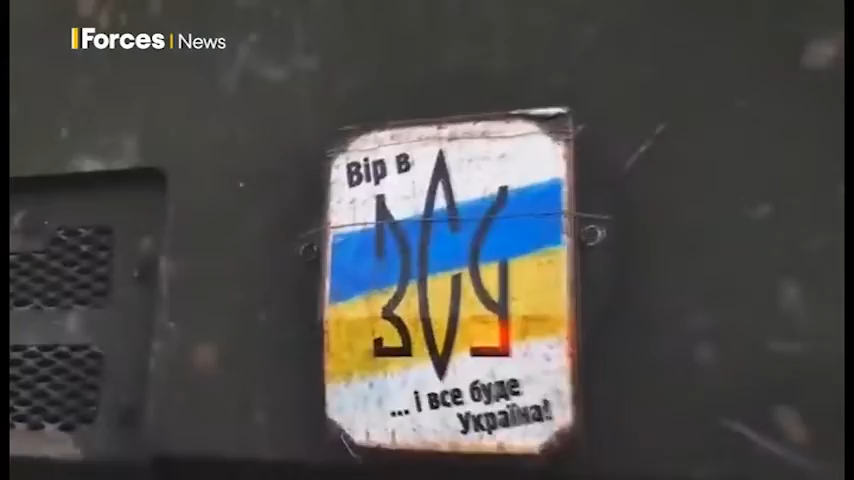 Forces News
Вір в
ЗСУ
... і все буде
Україна!